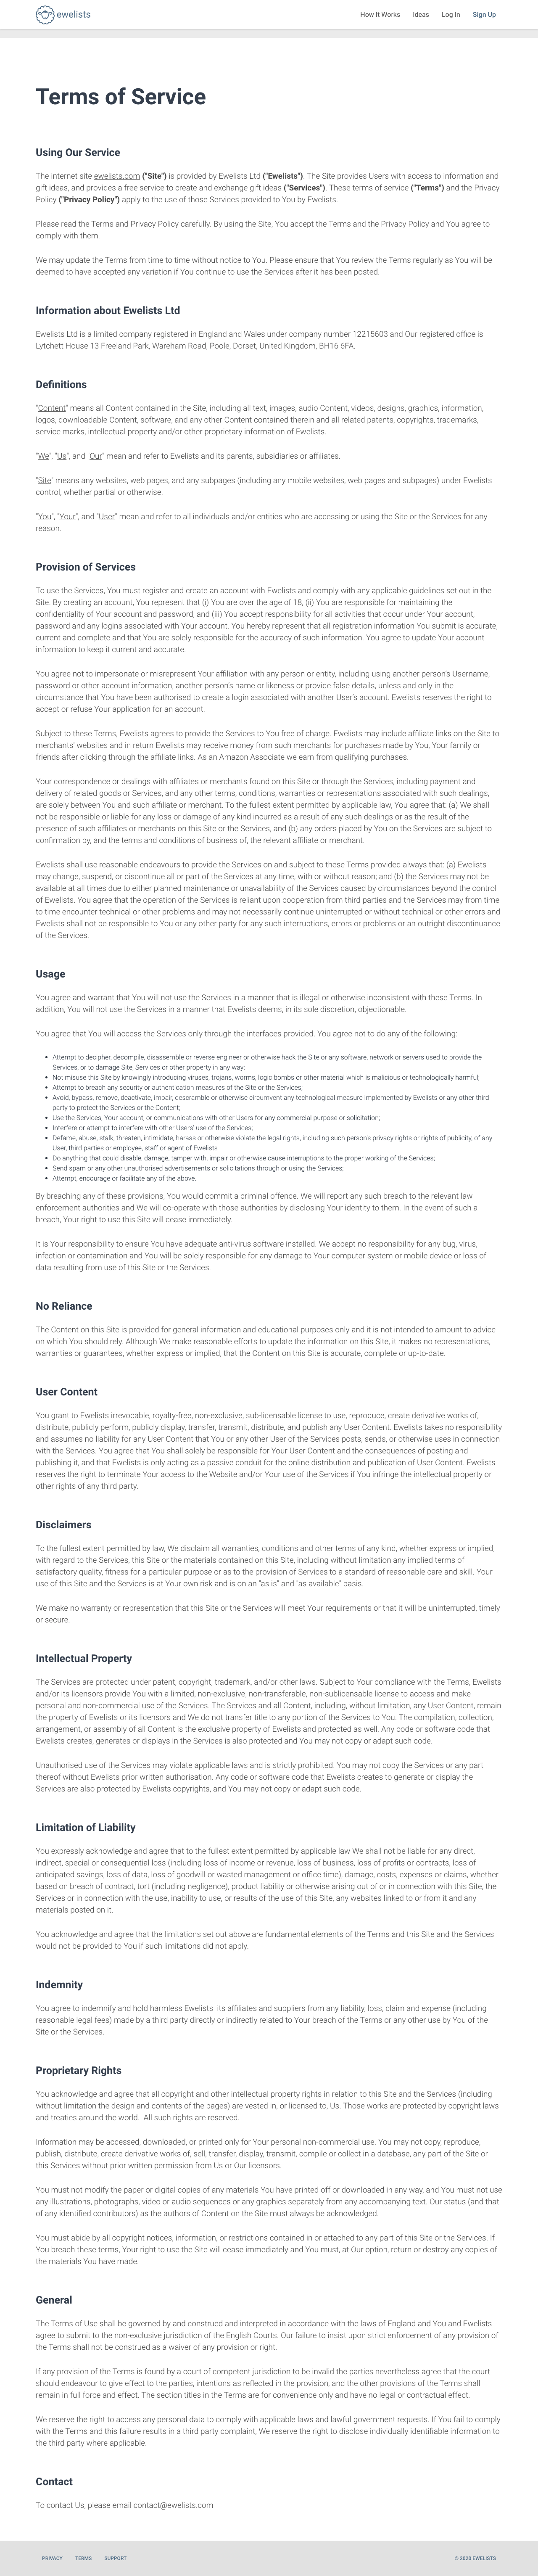 ewelists
How It Works Ideas Log In Sign Up
Terms of Service
Using Our Service
The internet site ewelists.com ("Site") is provided by Ewelists Ltd ("Ewelists"). The Site provides Users with access to information and
gift ideas, and provides a free service to create and exchange gift ideas ("Services"). These terms of service ("Terms") and the Privacy
Policy ("Privacy Policy") apply to the use of those Services provided to You by Ewelists.
Please read the Terms and Privacy Policy carefully. By using the Site, You accept the Terms and the Privacy Policy and You agree to
comply with them.
We may update the Terms from time to time without notice to You. Please ensure that You review the Terms regularly as You will be
deemed to have accepted any variation if You continue to use the Services after it has been posted.
Information about Ewelists Ltd
Ewelists Ltd is a limited company registered in England and Wales under company number 12215603 and Our registered office is
Lytchett House 13 Freeland Park, Wareham Road, Poole, Dorset, United Kingdom, BH16 6FA.
Definitions
"Content" means all Content contained in the Site, including all text, images, audio Content, videos, designs, graphics, information,
logos, downloadable Content, software, and any other Content contained therein and all related patents, copyrights, trademarks,
service marks, intellectual property and/or other proprietary information of Ewelists.
"We", "Us", and "Our" mean and refer to Ewelists and its parents, subsidiaries or affiliates.
"Site" means any websites, web pages, and any subpages (including any mobile websites, web pages and subpages) under Ewelists
control, whether partial or otherwise.
"You", "Your", and "User" mean and refer to all individuals and/or entities who are accessing or using the Site or the Services for any
reason.
Provision of Services
To use the Services, You must register and create an account with Ewelists and comply with any applicable guidelines set out in the
Site. By creating an account, You represent that (i) You are over the age of 18, (ii) You are responsible for maintaining the
confidentiality of Your account and password, and (iii) You accept responsibility for all activities that occur under Your account,
password and any logins associated with Your account. You hereby represent that all registration information You submit is accurate,
current and complete and that You are solely responsible for the accuracy of such information. You agree to update Your account
information to keep it current and accurate.
You agree not to impersonate or misrepresent Your affiliation with any person or entity, including using another person's Username,
password or other account information, another person's name or likeness or provide false details, unless and only in the
circumstance that You have been authorised to create a login associated with another User's account. Ewelists reserves the right to
accept or refuse Your application for an account.
Subject to these Terms, Ewelists agrees to provide the Services to You free of charge. Ewelists may include affiliate links on the Site to
merchants' websites and in return Ewelists may receive money from such merchants for purchases made by You, Your family or
friends after clicking through the affiliate links. As an Amazon Associate we earn from qualifying purchases.
Your correspondence or dealings with affiliates or merchants found on this Site or through the Services, including payment and
delivery of related goods or Services, and any other terms, conditions, warranties or representations associated with such dealings,
are solely between You and such affiliate or merchant. To the fullest extent permitted by applicable law, You agree that: (a) We shall
not be responsible or liable for any loss or damage of any kind incurred as a result of any such dealings or as the result of the
presence of such affiliates or merchants on this Site or the Services, and (b) any orders placed by You on the Services are subject to
confirmation by, and the terms and conditions of business of, the relevant affiliate or merchant.
Ewelists shall use reasonable endeavours to provide the Services on and subject to these Terms provided always that: (a) Ewelists
may change, suspend, or discontinue all or part of the Services at any time, with or without reason; and (b) the Services may not be
available at all times due to either planned maintenance or unavailability of the Services caused by circumstances beyond the control
of Ewelists. You agree that the operation of the Services is reliant upon cooperation from third parties and the Services may from time
to time encounter technical or other problems and may not necessarily continue uninterrupted or without technical or other errors and
Ewelists shall not be responsible to You or any other party for any such interruptions, errors or problems or an outright discontinuance
of the Services.
Usage
You agree and warrant that You will not use the Services in a manner that is illegal or otherwise inconsistent with these Terms. In
addition, You will not use the Services in a manner that Ewelists deems, in its sole discretion, objectionable.
You agree that You will access the Services only through the interfaces provided. You agree not to do any of the following:
• Attempt to decipher, decompile, disassemble or reverse engineer or otherwise hack the Site or any software, network or servers used to provide the
Services, or to damage Site, Services or other property in any way;
• Not misuse this Site by knowingly introducing viruses, trojans, worms, logic bombs or other material which is malicious or technologically harmful;
• Attempt to breach any security or authentication measures of the Site or the Services;
• Avoid, bypass, remove, deactivate, impair, descramble or otherwise circumvent any technological measure implemented by Ewelists or any other third
party to protect the Services or the Content;
• Use the Services, Your account, or communications with other Users for any commercial purpose or solicitation;
• Interfere or attempt to interfere with other Users' use of the Services;
• Defame, abuse, stalk, threaten, intimidate, harass or otherwise violate the legal rights, including such person's privacy rights or rights of publicity, of any
User, third parties or employee, staff or agent of Ewelists
• Do anything that could disable, damage, tamper with, impair or otherwise cause interruptions to the proper working of the Services;
• Send spam or any other unauthorised advertisements or solicitations through or using the Services;
• Attempt, encourage or facilitate any of the above.
By breaching any of these provisions, You would commit a criminal offence. We will report any such breach to the relevant law
enforcement authorities and We will co-operate with those authorities by disclosing Your identity to them. In the event of such a
breach, Your right to use this Site will cease immediately.
It is Your responsibility to ensure You have adequate anti-virus software installed. We accept no responsibility for any bug, virus,
infection or contamination and You will be solely responsible for any damage to Your computer system or mobile device or loss of
data resulting from use of this Site or the Services.
No Reliance
The Content on this Site is provided for general information and educational purposes only and it is not intended to amount to advice
on which You should rely. Although We make reasonable efforts to update the information on this Site, it makes no representations,
warranties or guarantees, whether express or implied, that the Content on this Site is accurate, complete or up-to-date.
User Content
You grant to Ewelists irrevocable, royalty-free, non-exclusive, sub-licensable license to use, reproduce, create derivative works of,
distribute, publicly perform, publicly display, transfer, transmit, distribute, and publish any User Content. Ewelists takes no responsibility
and assumes no liability for any User Content that You or any other User of the Services posts, sends, or otherwise uses in connection
with the Services. You agree that You shall solely be responsible for Your User Content and the consequences of posting and
publishing it, and that Ewelists is only acting as a passive conduit for the online distribution and publication of User Content. Ewelists
reserves the right to terminate Your access to the Website and/or Your use of the Services if You infringe the intellectual property or
other rights of any third party.
Disclaimers
To the fullest extent permitted by law, We disclaim all warranties, conditions and other terms of any kind, whether express or implied,
with regard to the Services, this Site or the materials contained on this Site, including without limitation any implied terms of
satisfactory quality, fitness for a particular purpose or as to the provision of Services to a standard of reasonable care and skill. Your
use of this Site and the Services is at Your own risk and is on an "as is" and "as available" basis.
We make no warranty or representation that this Site or the Services will meet Your requirements or that it will be uninterrupted, timely
or secure.
Intellectual Property
The Services are protected under patent, copyright, trademark, and/or other laws. Subject to Your compliance with the Terms, Ewelists
and/or its licensors provide You with a limited, non-exclusive, non-transferable, non-sublicensable license to access and make
personal and non-commercial use of the Services. The Services and all Content, including, without limitation, any User Content, remain
the property of Ewelists or its licensors and We do not transfer title to any portion of the Services to You. The compilation, collection,
arrangement, or assembly of all Content is the exclusive property of Ewelists and protected as well. Any code or software code that
Ewelists creates, generates or displays in the Services is also protected and You may not copy or adapt such code.
Unauthorised use of the Services may violate applicable laws and is strictly prohibited. You may not copy the Services or any part
thereof without Ewelists prior written authorisation. Any code or software code that Ewelists creates to generate or display the
Services are also protected by Ewelists copyrights, and You may not copy or adapt such code.
Limitation of Liability
You expressly acknowledge and agree that to the fullest extent permitted by applicable law We shall not be liable for any direct,
indirect, special or consequential loss (including loss of income or revenue, loss of business, loss of profits or contracts, loss of
anticipated savings, loss of data, loss of goodwill or wasted management or office time), damage, costs, expenses or claims, whether
based on breach of contract, tort (including negligence), product liability or otherwise arising out of or in connection with this Site, the
Services or in connection with the use, inability to use, or results of the use of this Site, any websites linked to or from it and any
materials posted on it.
You acknowledge and agree that the limitations set out above are fundamental elements of the Terms and this Site and the Services
would not be provided to You if such limitations did not apply.
Indemnity
You agree to indemnify and hold harmless Ewelists its affiliates and suppliers from any liability, loss, claim and expense (including
reasonable legal fees) made by a third party directly or indirectly related to Your breach of the Terms or any other use by You of the
Site or the Services.
Proprietary Rights
You acknowledge and agree that all copyright and other intellectual property rights in relation to this Site and the Services (including
without limitation the design and contents of the pages) are vested in, or licensed to, Us. Those works are protected by copyright laws
and treaties around the world. All such rights are reserved.
Information may be accessed, downloaded, or printed only for Your personal non-commercial use. You may not copy, reproduce,
publish, distribute, create derivative works of, sell, transfer, display, transmit, compile or collect in a database, any part of the Site or
this Services without prior written permission from Us or Our licensors.
You must not modify the paper or digital copies of any materials You have printed off or downloaded in any way, and You must not use
any illustrations, photographs, video or audio sequences or any graphics separately from any accompanying text. Our status (and that
of any identified contributors) as the authors of Content on the Site must always be acknowledged.
You must abide by all copyright notices, information, or restrictions contained in or attached to any part of this Site or the Services. If
You breach these terms, Your right to use the Site will cease immediately and You must, at Our option, return or destroy any copies of
the materials You have made.
General
The Terms of Use shall be governed by and construed and interpreted in accordance with the laws of England and You and Ewelists
agree to submit to the non-exclusive jurisdiction of the English Courts. Our failure to insist upon strict enforcement of any provision of
the Terms shall not be construed as a waiver of any provision or right.
If any provision of the Terms is found by a court of competent jurisdiction to be invalid the parties nevertheless agree that the court
should endeavour to give effect to the parties, intentions as reflected in the provision, and the other provisions of the Terms shall
remain in full force and effect. The section titles in the Terms are for convenience only and have no legal or contractual effect.
We reserve the right to access any personal data to comply with applicable laws and lawful government requests. If You fail to comply
with the Terms and this failure results in a third party complaint, We reserve the right to disclose individually identifiable information to
the third party where applicable.
Contact
To contact Us, please email contact@ewelists.com
PRIVACY TERMS SUPPORT © 2020 EWELISTS